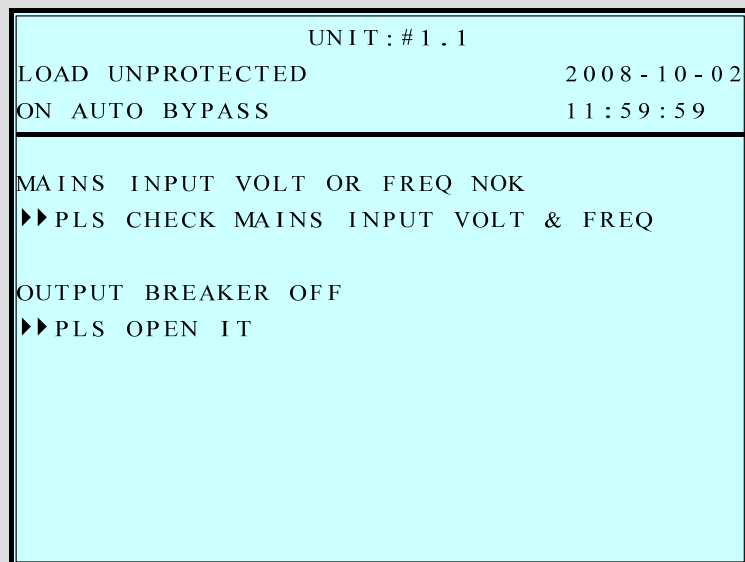 UNIT:#1.1
LOAD UNPROTECTED 2008-10-02
ON AUTO BYPASS 11:59:59
MAINS INPUT VOLT OR FREQ NOK
PLS CHECK MAINS INPUT VOLT & FREQ
OUTPUT BREAKER OFF
PLS OPEN IT